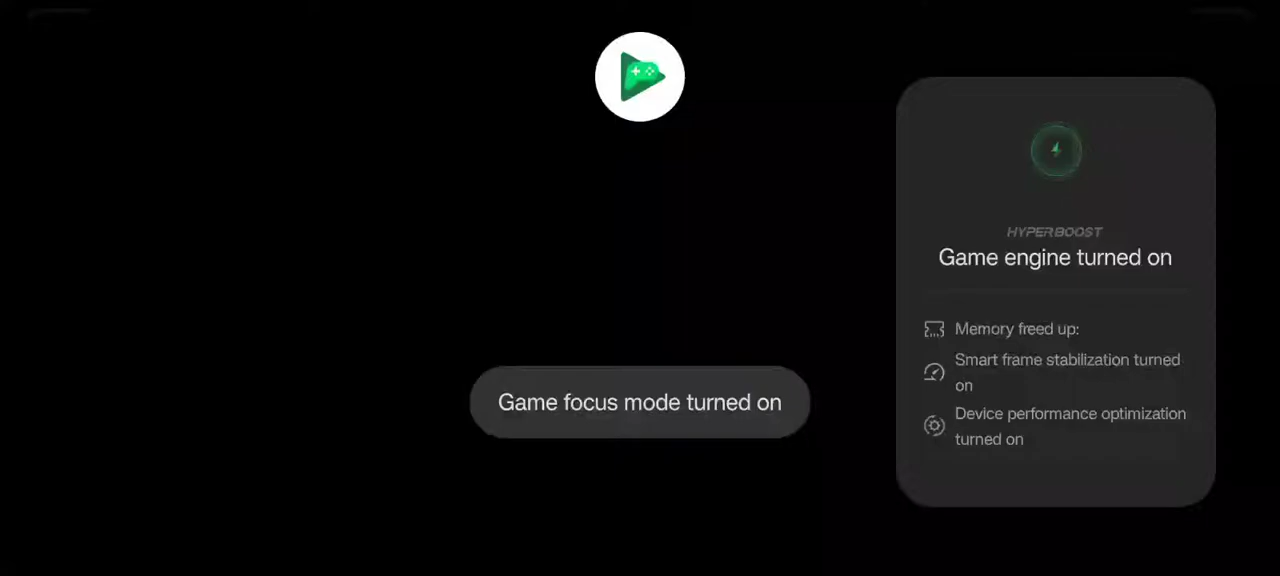 HYPERBOOST
Game engine turned on
Memory freed up:
Smart frame stabilization turned
on
Device performance optimization
turned on
Game focus mode turned on